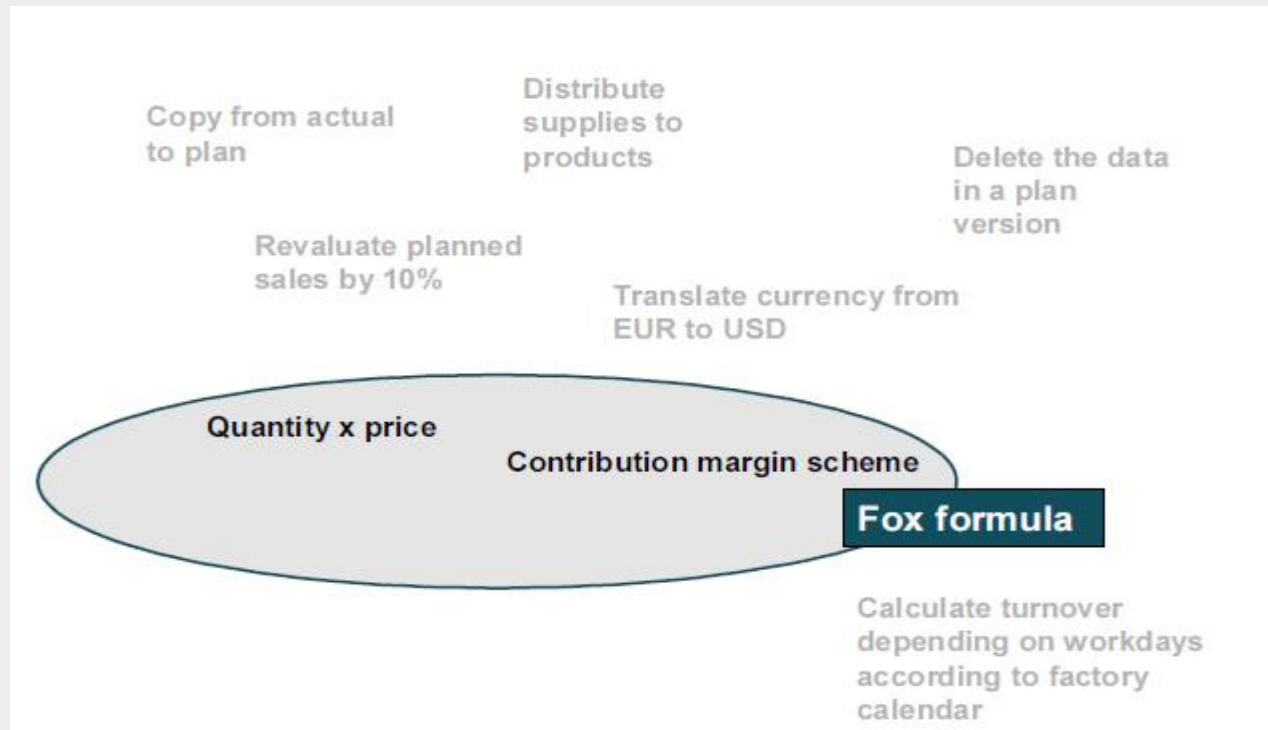 Copy from actual
to plan
Distribute
supplies to
products
Delete the data
in a plan
version
Revaluate planned
sales by 10%
Translate currency from
EUR to USD
Quantity x price
Contribution margin scheme
Fox formula
Calculate turnover
depending on workdays
according to factory
calendar